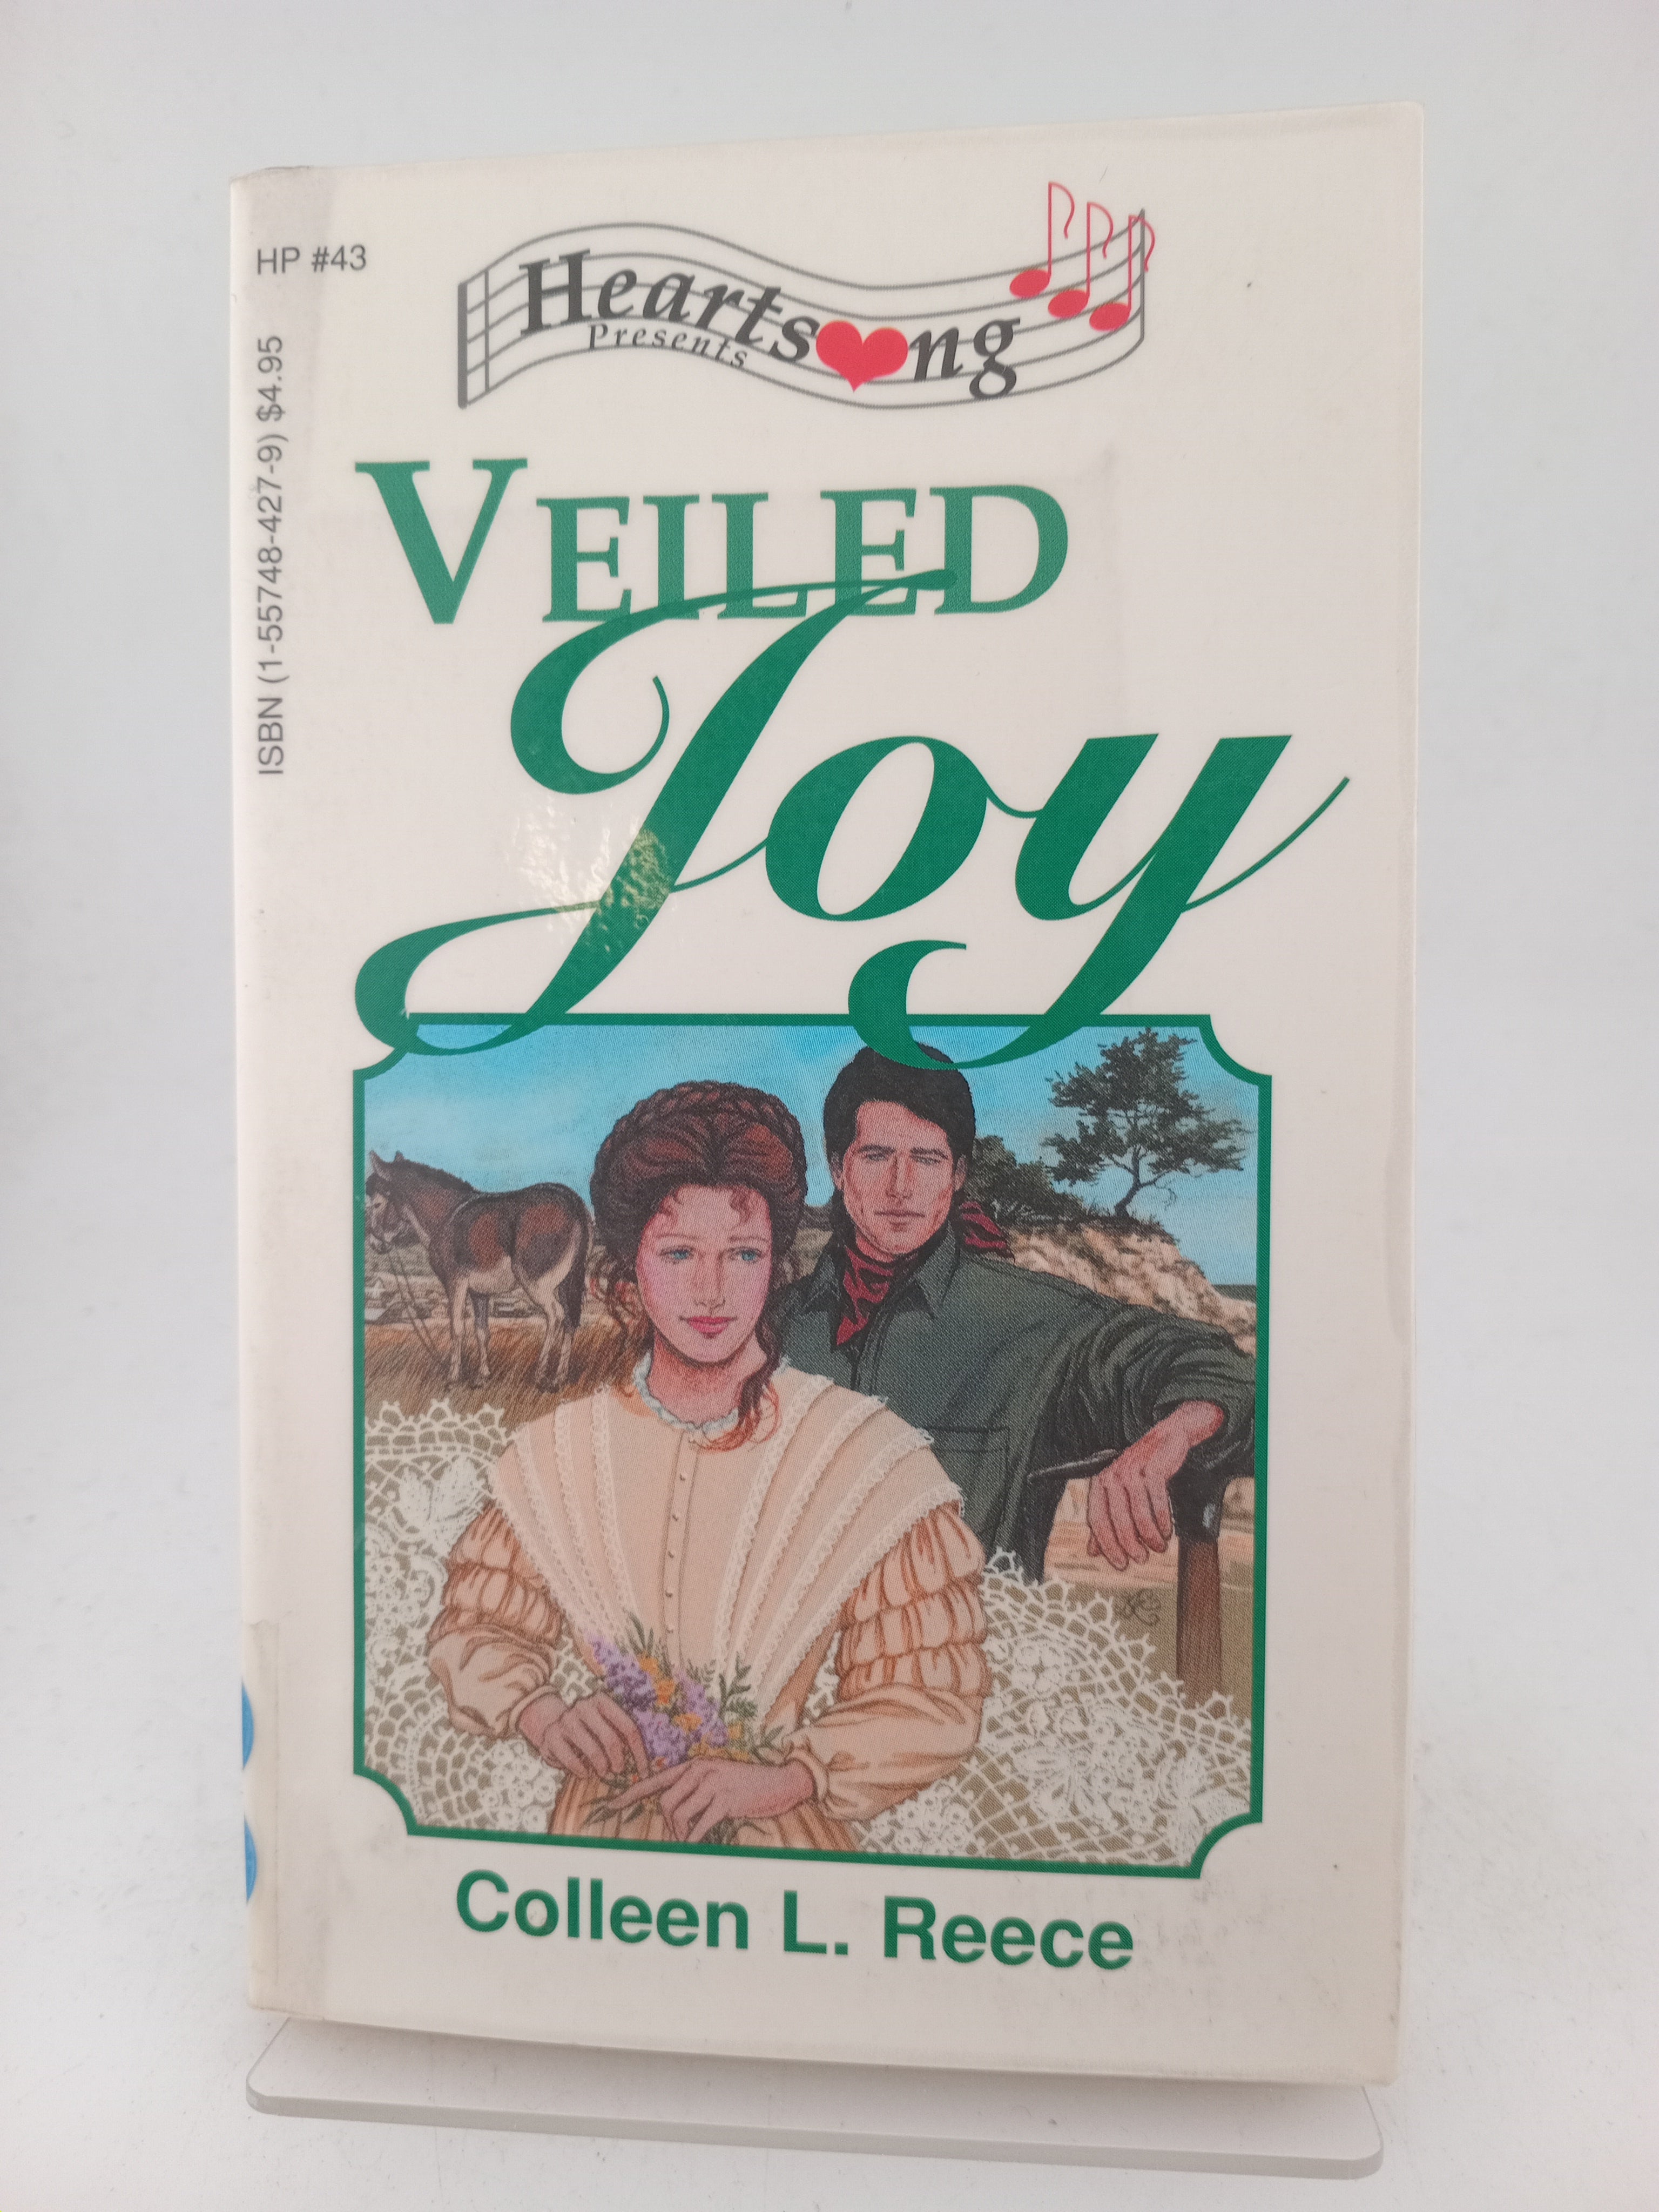 HP #43
ISBN (1-55748-427-9) $4.95
Heartsong
Presents
VEILED
Joy
Colleen L. Reece